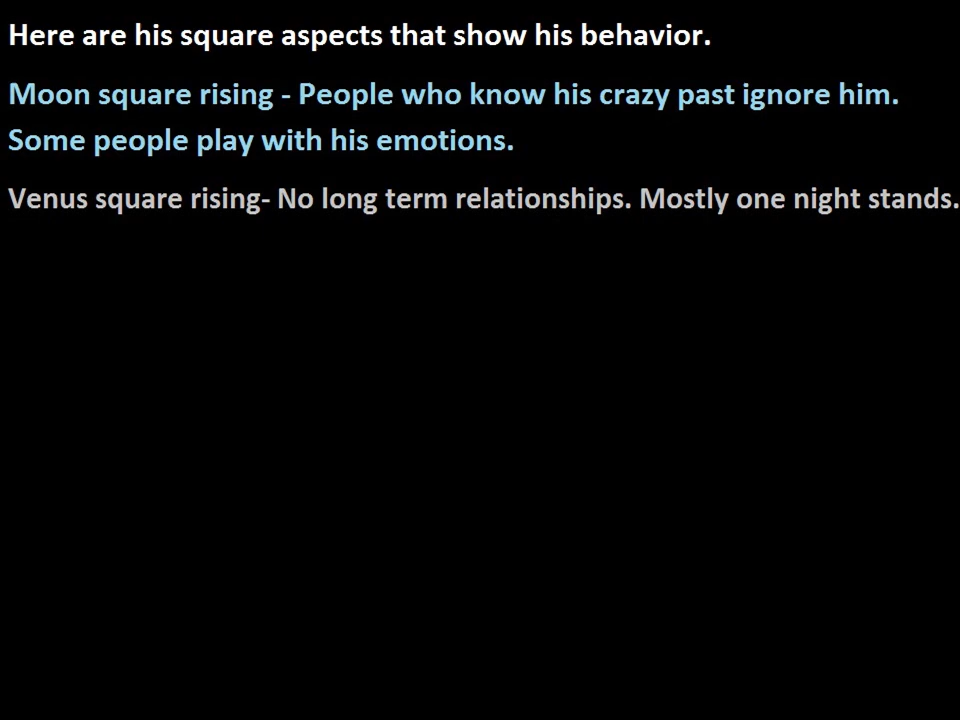 Here are his square aspects that show his behavior.
Moon square rising - People who know his crazy past ignore him.
Some people play with his emotions.
Venus square rising- No long term relationships. Mostly one night stands.